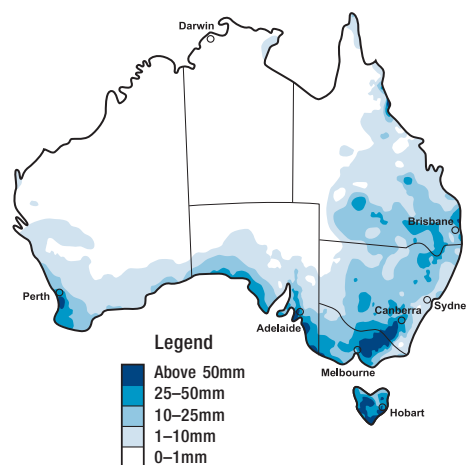 Darwin
Brisbane
Perth
Sydne
Canberra
Adelaide
Melbourne
Hobart
Legend
Above 50mm
25–50mm
10–25mm
1–10mm
0–1mm